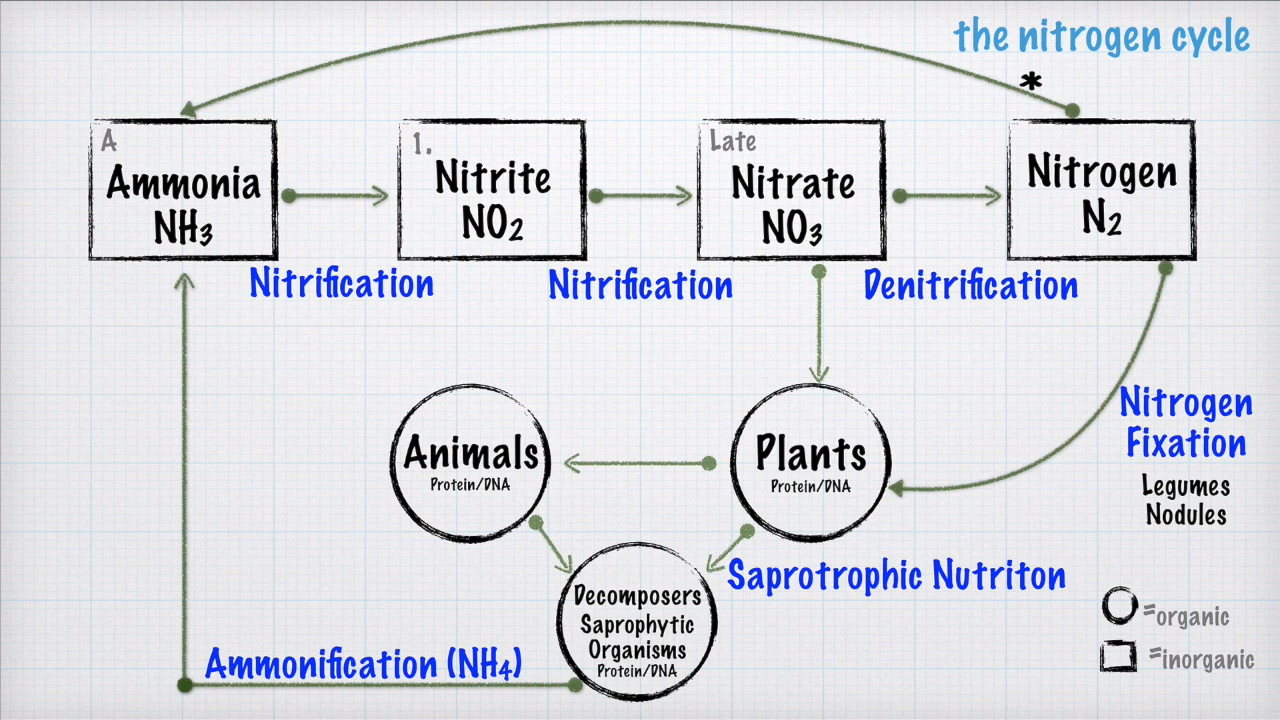 the nitrogen cycle
*
A
Ammonia
NH₃
1.
Nitrite
NO₂
Late
Nitrate
NO₃
Nitrogen
N₂
Nitrification
Nitrification
Denitrification
Animals
Protein/DNA
Plants
Protein/DNA
Nitrogen
Fixation
Legumes
Nodules
Saprotrophic Nutriton
Decomposers
Saprophytic
Organisms
Protein/DNA
Ammonification (NH₄)
=organic
=inorganic